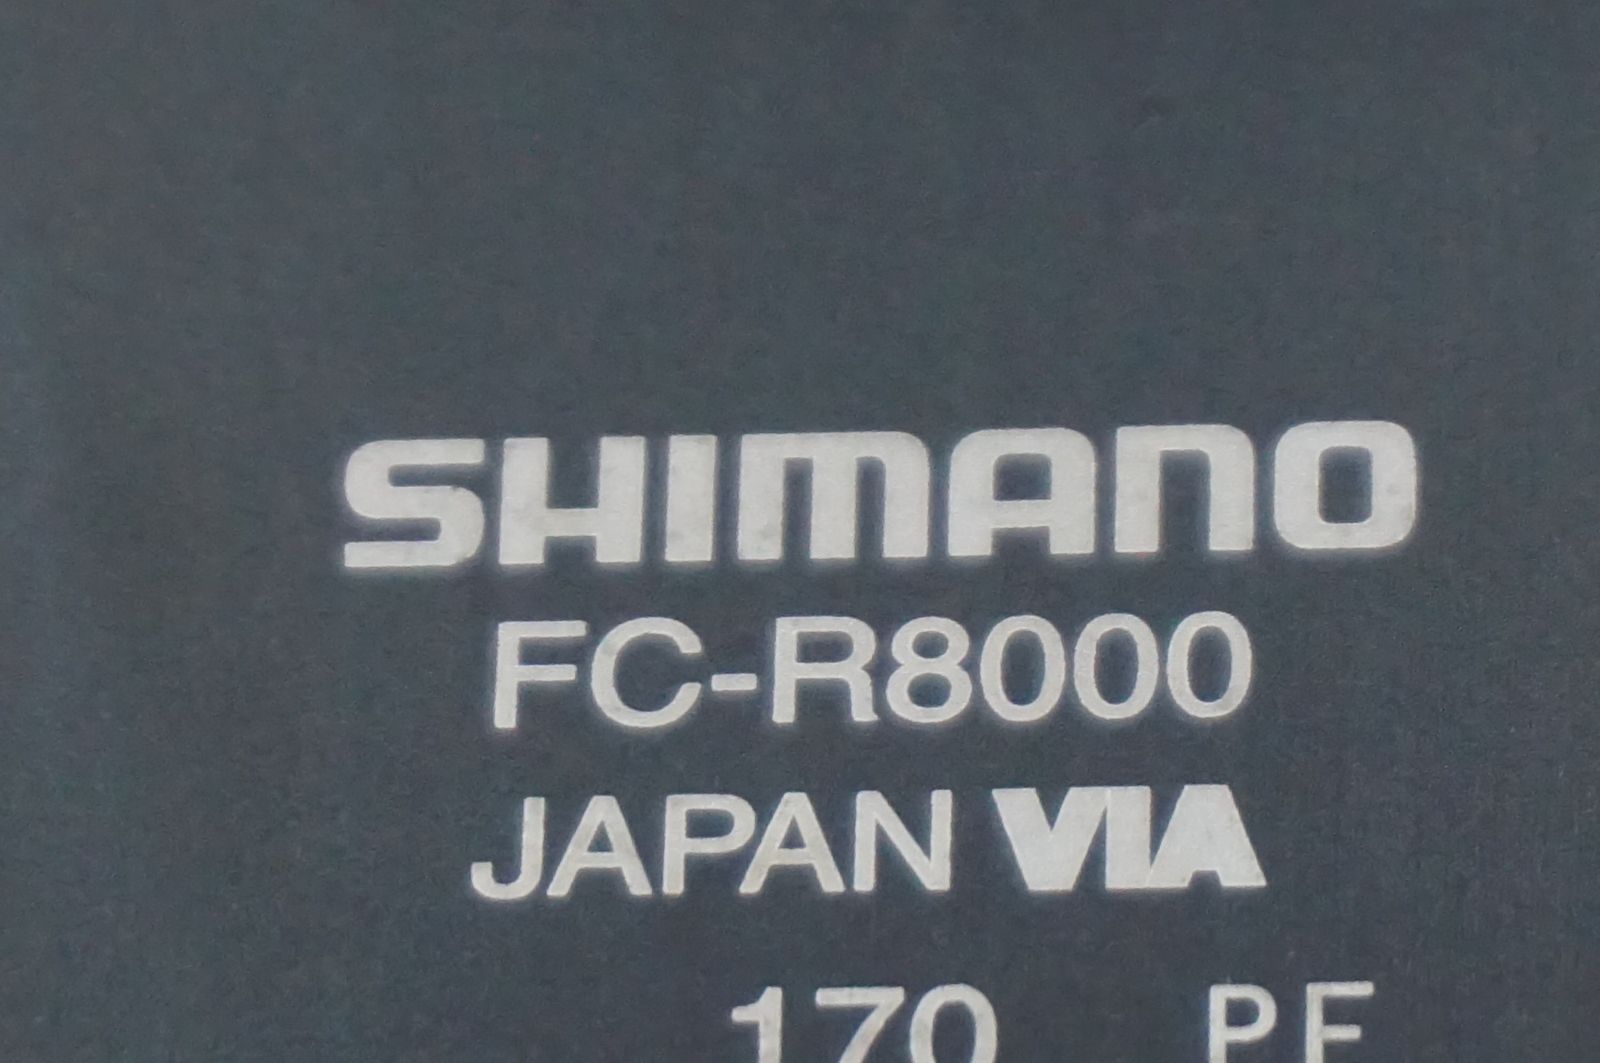 SHIMANO
FC-R8000
JAPAN VIA
170